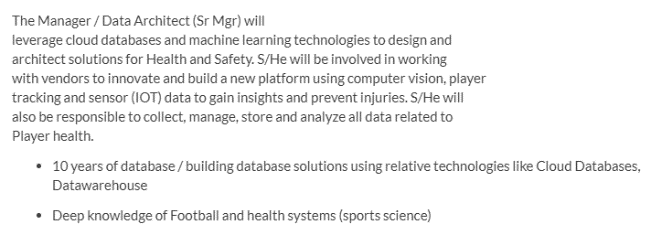 The Manager / Data Architect (Sr Mgr) will
leverage cloud databases and machine learning technologies to design and
architect solutions for Health and Safety. S/He will be involved in working
with vendors to innovate and build a new platform using computer vision, player
tracking and sensor (IOT) data to gain insights and prevent injuries. S/He will
also be responsible to collect, manage, store and analyze all data related to
Player health.
• 10 years of database / building database solutions using relative technologies like Cloud Databases,
Datawarehouse
• Deep knowledge of Football and health systems (sports science)